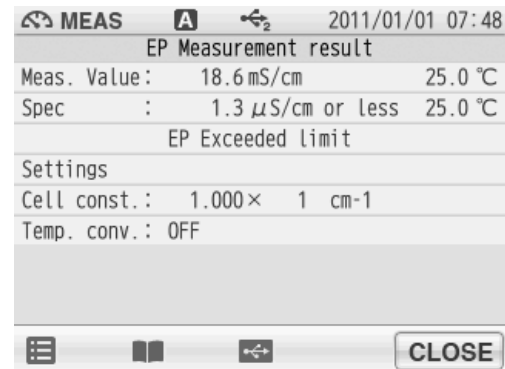 MEAS A 2 2011/01/01 07:48
EP Measurement result
Meas. Value: 18.6 mS/cm 25.0 ℃
Spec : 1.3 μS/cm or less 25.0 ℃
EP Exceeded limit
Settings
Cell const.: 1.000× 1 cm-1
Temp. conv.: OFF
CLOSE